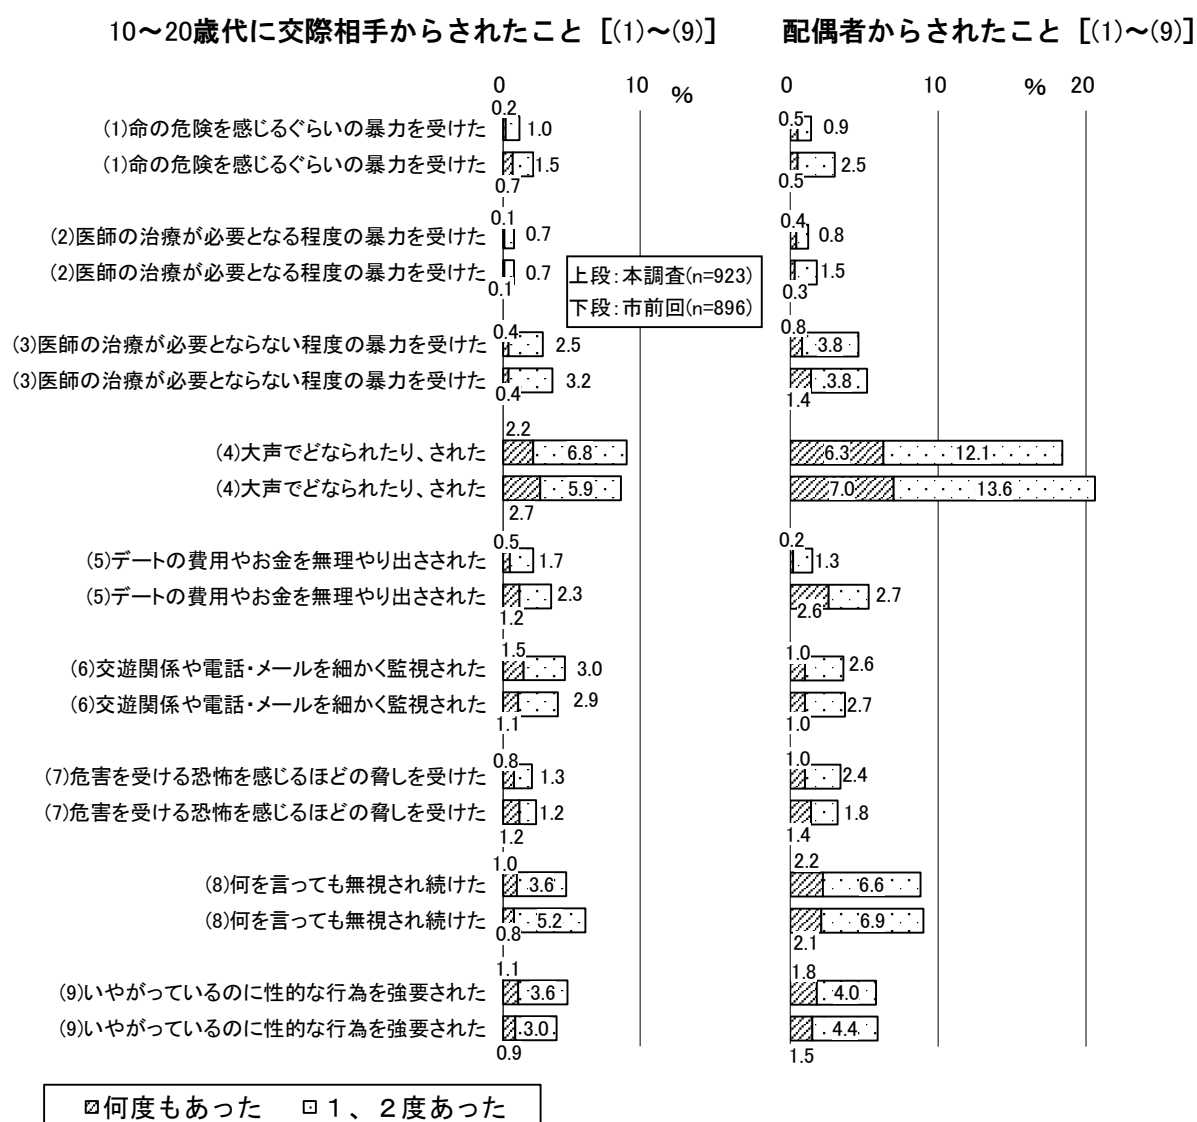 10～20歳代に交際相手からされたこと［(1)～(9)］
配偶者からされたこと［(1)～(9)］
0 10 %
0 10 % 20
0.2 0.5
(1)命の危険を感じるぐらいの暴力を受けた 1.0 0.9
(1)命の危険を感じるぐらいの暴力を受けた 1.5 2.5
0.7 0.5
0.1 0.4
(2)医師の治療が必要となる程度の暴力を受けた 0.7 0.8
(2)医師の治療が必要となる程度の暴力を受けた 0.7 1.5
0.1 0.3
上段：本調査(n=923)
下段：市前回(n=896)
0.4 0.8
(3)医師の治療が必要とならない程度の暴力を受けた 2.5 3.8
(3)医師の治療が必要とならない程度の暴力を受けた 3.2 3.8
0.4 1.4
2.2
(4)大声でどなられたり、された 6.8 6.3 12.1
(4)大声でどなられたり、された 5.9 7.0 13.6
2.7
0.5 0.2
(5)デートの費用やお金を無理やり出さされた 1.7 1.3
(5)デートの費用やお金を無理やり出さされた 2.3 2.7
1.2 2.6
1.5 1.0
(6)交遊関係や電話・メールを細かく監視された 3.0 2.6
(6)交遊関係や電話・メールを細かく監視された 2.9 2.7
1.1 1.0
0.8 1.0
(7)危害を受ける恐怖を感じるほどの脅しを受けた 1.3 2.4
(7)危害を受ける恐怖を感じるほどの脅しを受けた 1.2 1.8
1.2 1.4
1.0 2.2
(8)何を言っても無視され続けた 3.6 6.6
(8)何を言っても無視され続けた 5.2 6.9
0.8 2.1
1.1 1.8
(9)いやがっているのに性的な行為を強要された 3.6 4.0
(9)いやがっているのに性的な行為を強要された 3.0 4.4
0.9 1.5
何度もあった １、２度あった